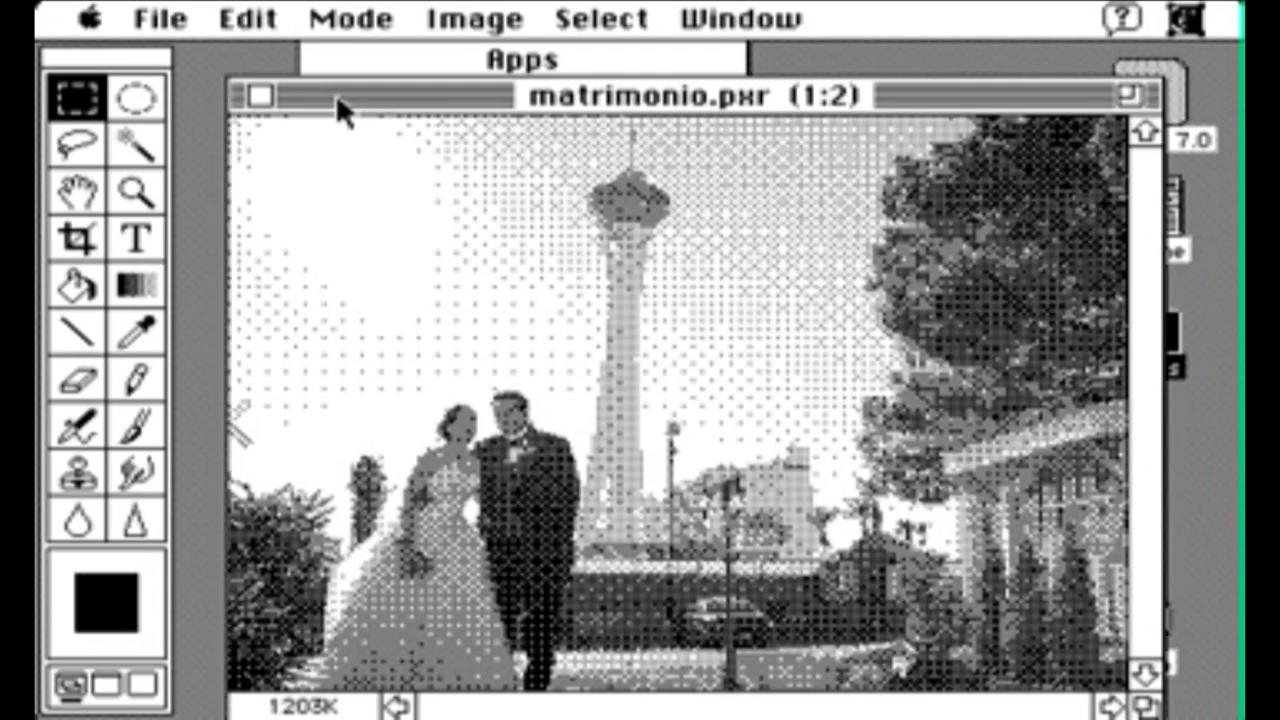 File Edit Mode Image Select Window
Apps
matrimonio.pxr (1:2)
7.0
T
1203K